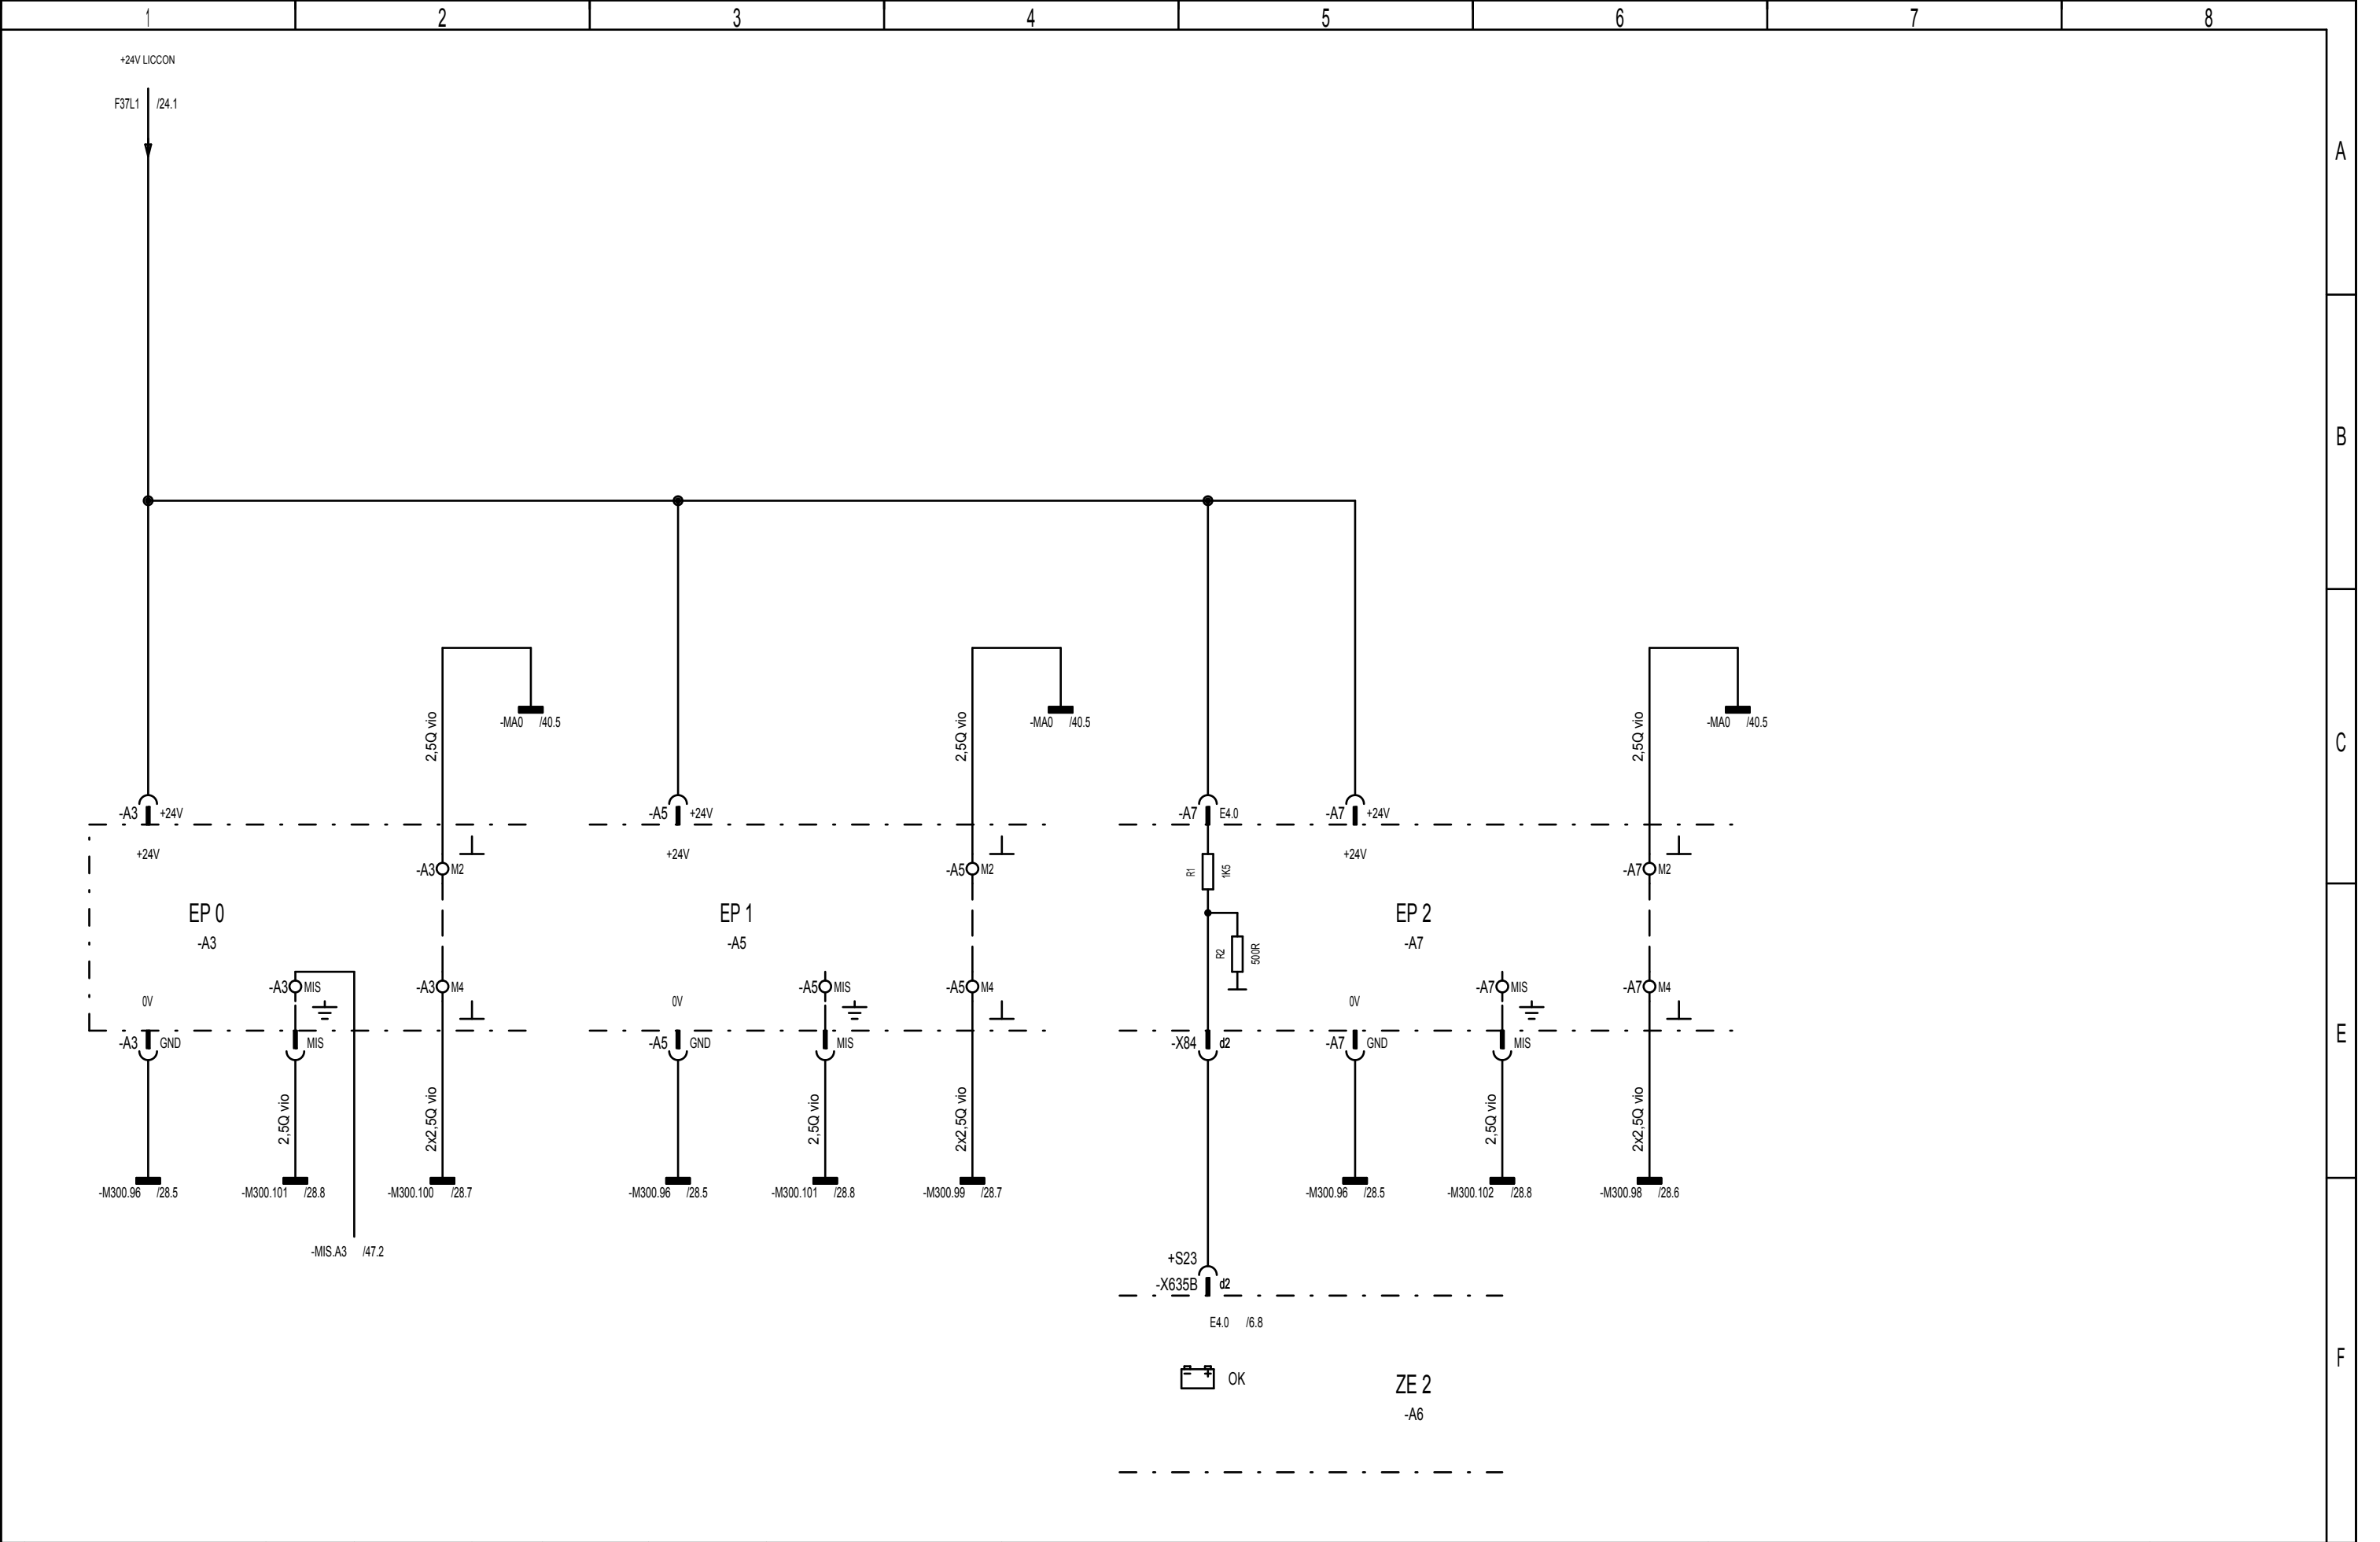 1 2 3 4 5 6 7 8
+24V LICCON
F37L1 /24.1
A
B
2,5Q vio 2,5Q vio 2,5Q vio
-MA0 /40.5 -MA0 /40.5 -MA0 /40.5
C
-A3 +24V -A5 +24V -A7 E4.0 -A7 +24V
+24V +24V +24V
-A3 M2 -A5 M2 R1 1K5 -A7 M2
EP 0 EP 1 EP 2
-A3 -A5 -A7
R2 500R
-A3 MIS -A3 M4 -A5 MIS -A5 M4 -A7 MIS -A7 M4
0V 0V 0V
E
-A3 GND MIS -A5 GND MIS -X84 d2 -A7 GND MIS
2,5Q vio 2x2,5Q vio 2,5Q vio 2x2,5Q vio 2,5Q vio 2x2,5Q vio
-M300.96 /28.5 -M300.101 /28.8 -M300.100 /28.7 -M300.96 /28.5 -M300.101 /28.8 -M300.99 /28.7 -M300.96 /28.5 -M300.102 /28.8 -M300.98 /28.6
-MIS.A3 /47.2
+S23
-X635B d2
E4.0 /6.8
F
OK ZE 2
-A6